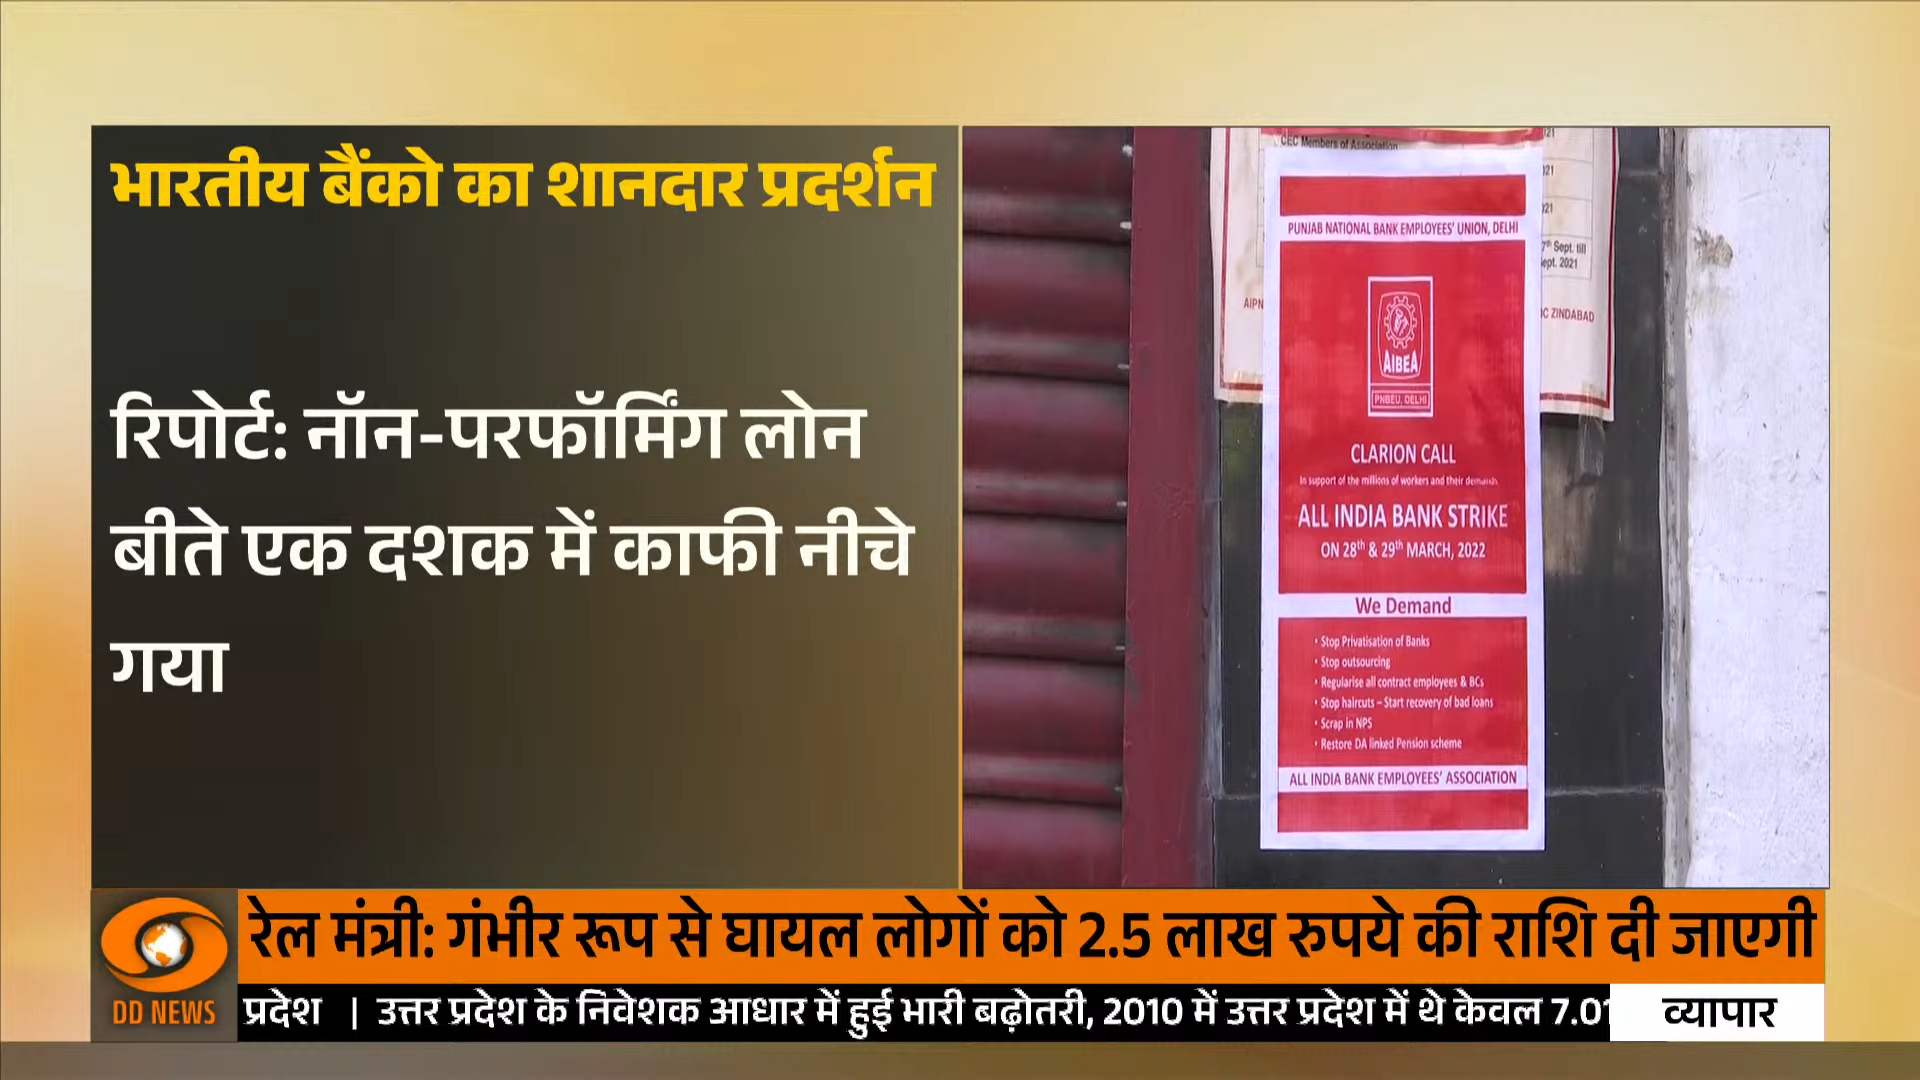 भारतीय बैंको का शानदार प्रदर्शन
रिपोर्ट: नॉन-परफॉर्मिंग लोन
बीते एक दशक में काफी नीचे
गया
CEC Members of Association
21
21
21
7th Sept. till
Sept. 2021
AIPN
C ZINDABAD
PUNJAB NATIONAL BANK EMPLOYEES' UNION, DELHI
AIBEA
PNBEU, DELHI
CLARION CALL
In support of the millions of workers and their demands
ALL INDIA BANK STRIKE
ON 28th & 29th MARCH, 2022
We Demand
• Stop Privatisation of Banks
• Stop outsourcing
• Regularise all contract employees & BCs
• Stop haircuts – Start recovery of bad loans
• Scrap in NPS
• Restore DA linked Pension scheme
ALL INDIA BANK EMPLOYEES' ASSOCIATION
रेल मंत्री: गंभीर रूप से घायल लोगों को 2.5 लाख रुपये की राशि दी जाएगी
DD NEWS
प्रदेश | उत्तर प्रदेश के निवेशक आधार में हुई भारी बढ़ोतरी, 2010 में उत्तर प्रदेश में थे केवल 7.01
व्यापार